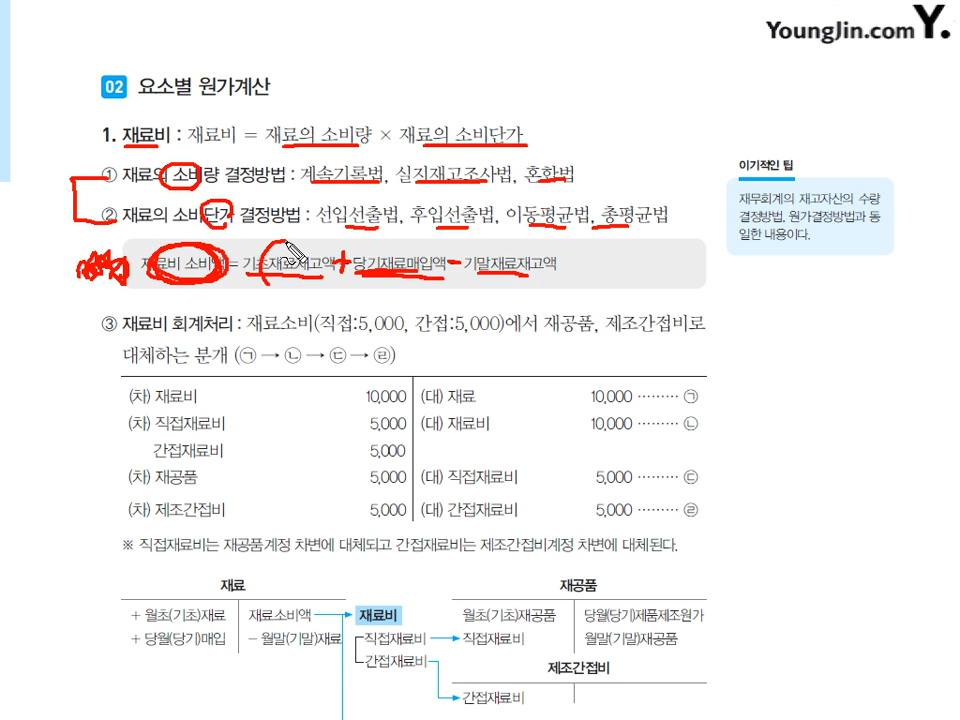 YoungJin.com Y.
02 요소별 원가계산
1. 재료비 : 재료비 = 재료의 소비량 × 재료의 소비단가
① 재료의 소비량 결정방법 : 계속기록법, 실지재고조사법, 혼합법
② 재료의 소비단가 결정방법 : 선입선출법, 후입선출법, 이동평균법, 총평균법
재료비 소비액 = 기초재료재고액 + 당기재료매입액 - 기말재료재고액
이기적인 팁
재무회계의 재고자산의 수량
결정방법, 원가결정방법과 동
일한 내용이다.
③ 재료비 회계처리 : 재료소비(직접:5,000, 간접:5,000)에서 재공품, 제조간접비로
대체하는 분개 (㉠ → ㉡ → ㉢ → ㉣)
(차) 재료비 10,000 (대) 재료 10,000 ········· ㉠
(차) 직접재료비 5,000 (대) 재료비 10,000 ········· ㉡
간접재료비 5,000
(차) 재공품 5,000 (대) 직접재료비 5,000 ········· ㉢
(차) 제조간접비 5,000 (대) 간접재료비 5,000 ········· ㉣
※ 직접재료비는 재공품계정 차변에 대체되고 간접재료비는 제조간접비계정 차변에 대체된다.
재료 재공품
+ 월초(기초)재료 재료소비액 재료비 월초(기초)재공품 당월(당기)제품제조원가
+ 당월(당기)매입 - 월말(기말)재료 직접재료비 직접재료비 월말(기말)재공품
간접재료비 제조간접비
간접재료비